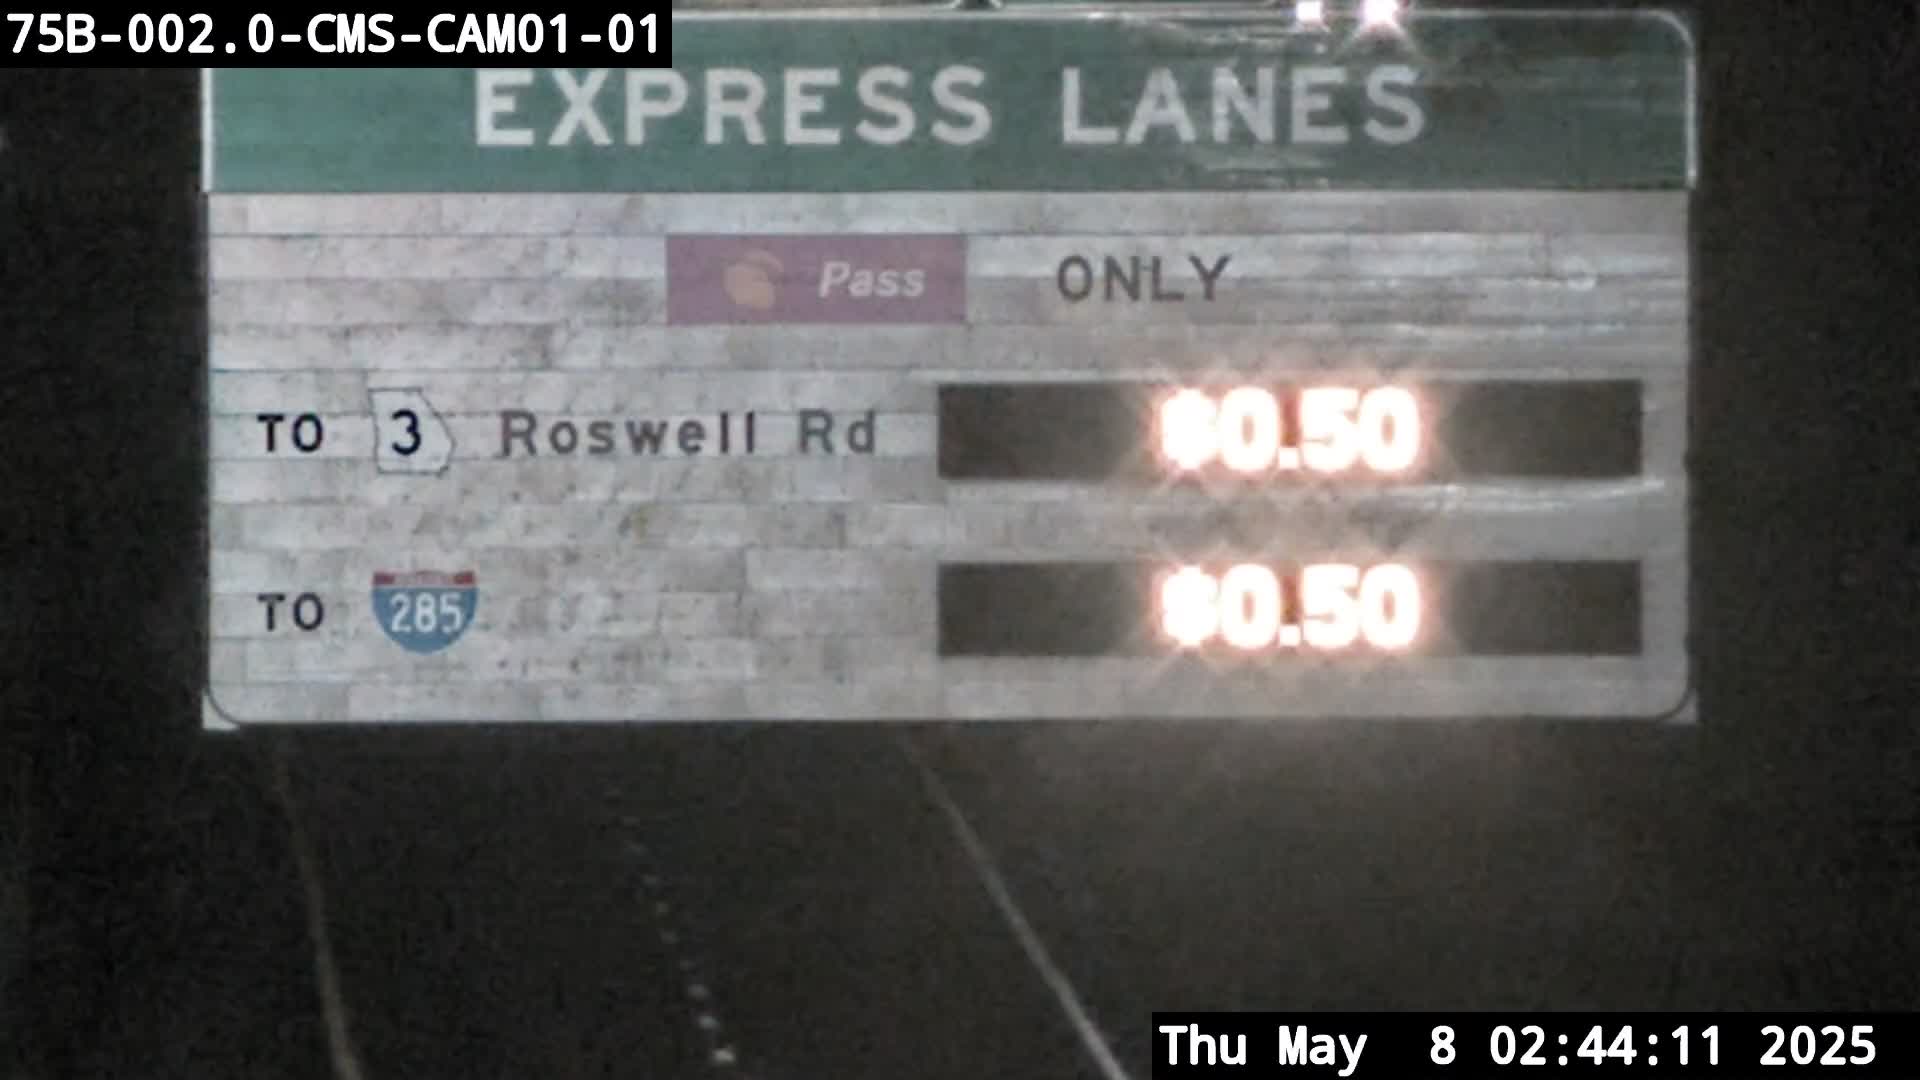 75B-002.0-CMS-CAM01-01
EXPRESS LANES
Pass ONLY
TO 3 Roswell Rd $0.50
TO 285 $0.50
Thu May 8 02:44:11 2025